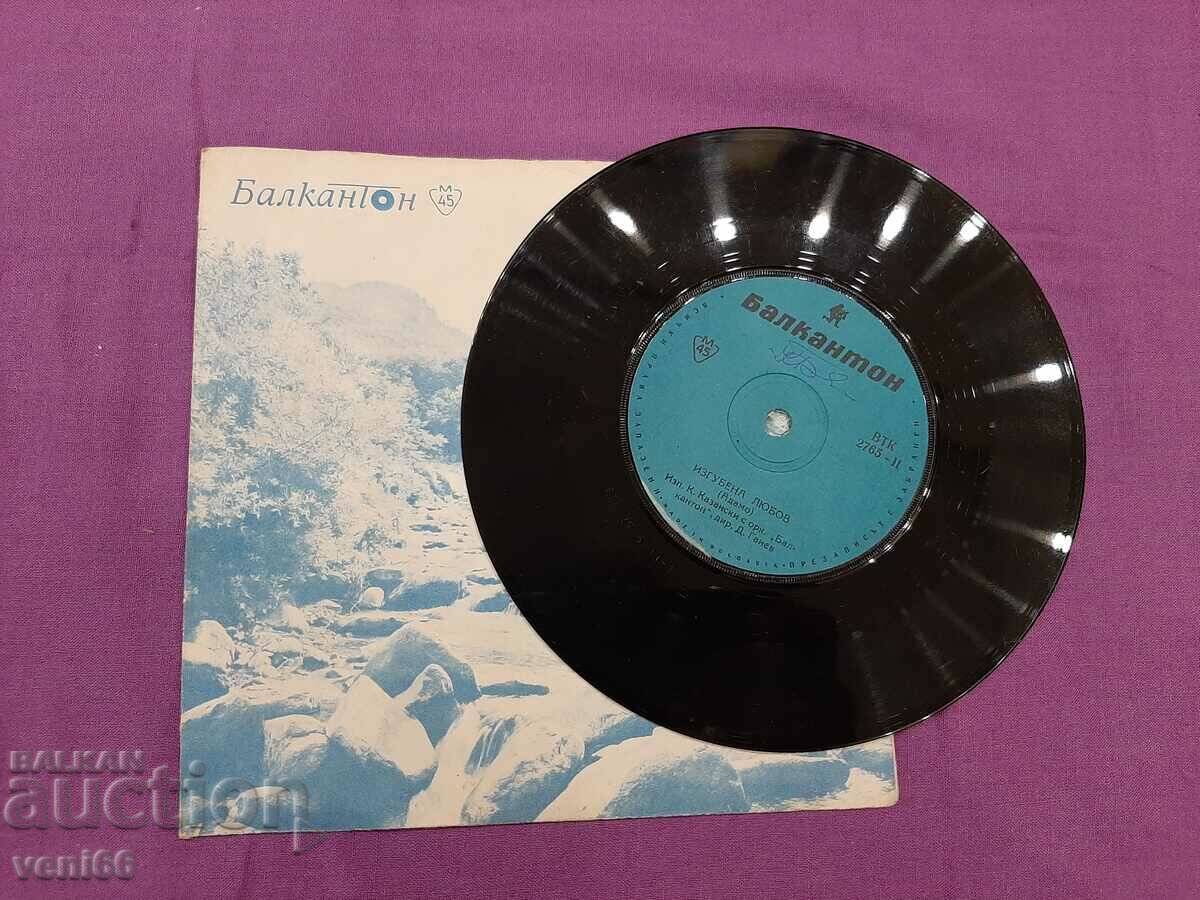 Балкантон М 45
Балкантон
М 45
ВТК
2765-II
ИЗГУБЕНА ЛЮБОВ
(Адамо)
Изп. К. Казански с орк. „Бал-
кантон", дир. Д. Ганев
BALKAN
auction
veni66